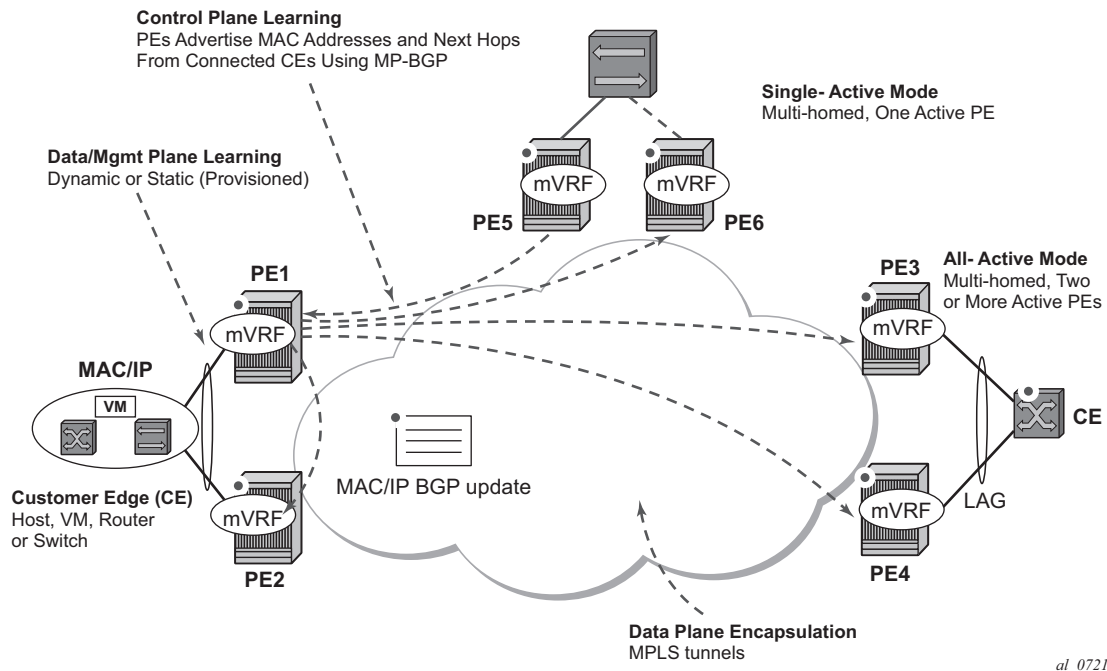 Control Plane Learning
PEs Advertise MAC Addresses and Next Hops
From Connected CEs Using MP-BGP
Single- Active Mode
Multi-homed, One Active PE
Data/Mgmt Plane Learning
Dynamic or Static (Provisioned)
mVRF
mVRF
PE5
PE6
PE1
mVRF
PE3
mVRF
All- Active Mode
Multi-homed, Two
or More Active PEs
MAC/IP
VM
CE
MAC/IP BGP update
Customer Edge (CE)
Host, VM, Router
or Switch
mVRF
PE2
mVRF
PE4
LAG
Data Plane Encapsulation
MPLS tunnels
al_0721